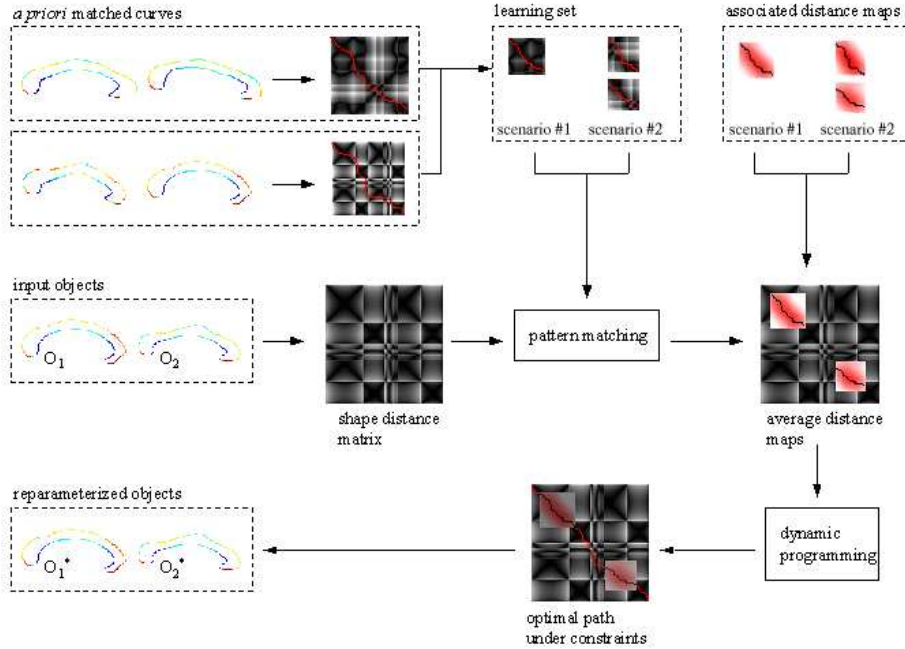 a priori matched curves
learning set
associated distance maps
scenario #1 scenario #2
scenario #1 scenario #2
input objects
O1 O2
pattern matching
shape distance
matrix
average distance
maps
reparameterized objects
O1* O2*
dynamic
programming
optimal path
under constraints